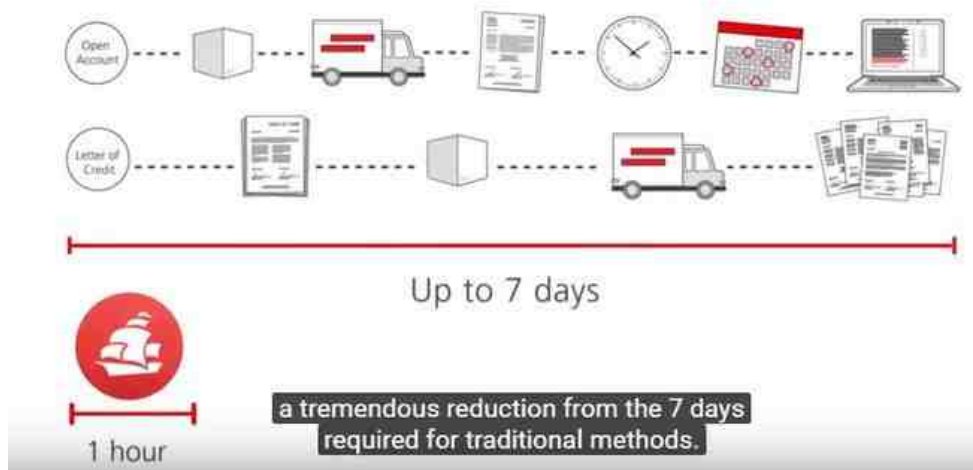 Open
Account
Letter of
Credit
Up to 7 days
1 hour
a tremendous reduction from the 7 days
required for traditional methods.